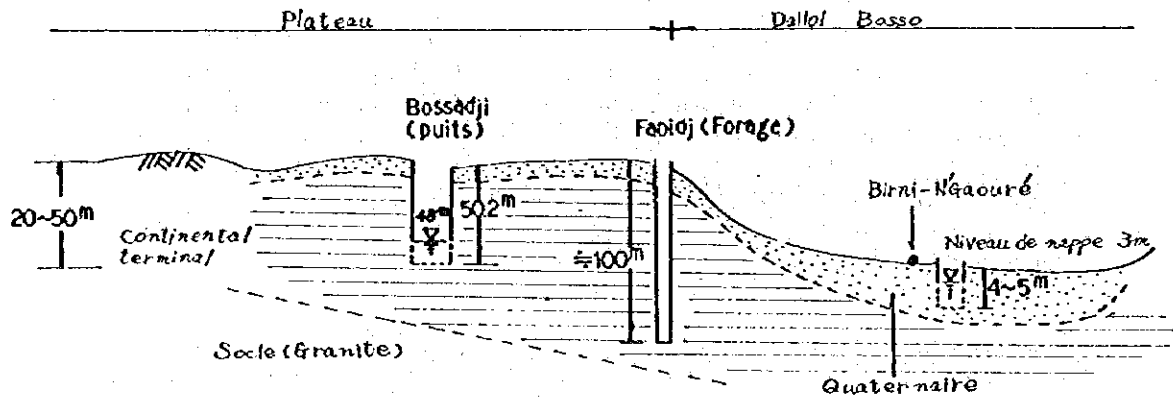 Plateau
Dallol Bosso
Bossadji
(puits)
Faoidj (Forage)
Birni-N'Gaouré
20~50m
48m
50.2m
Niveau de nappe 3m
Continental
terminal
≒100m
4~5m
Socle (Granite)
Quaternaire